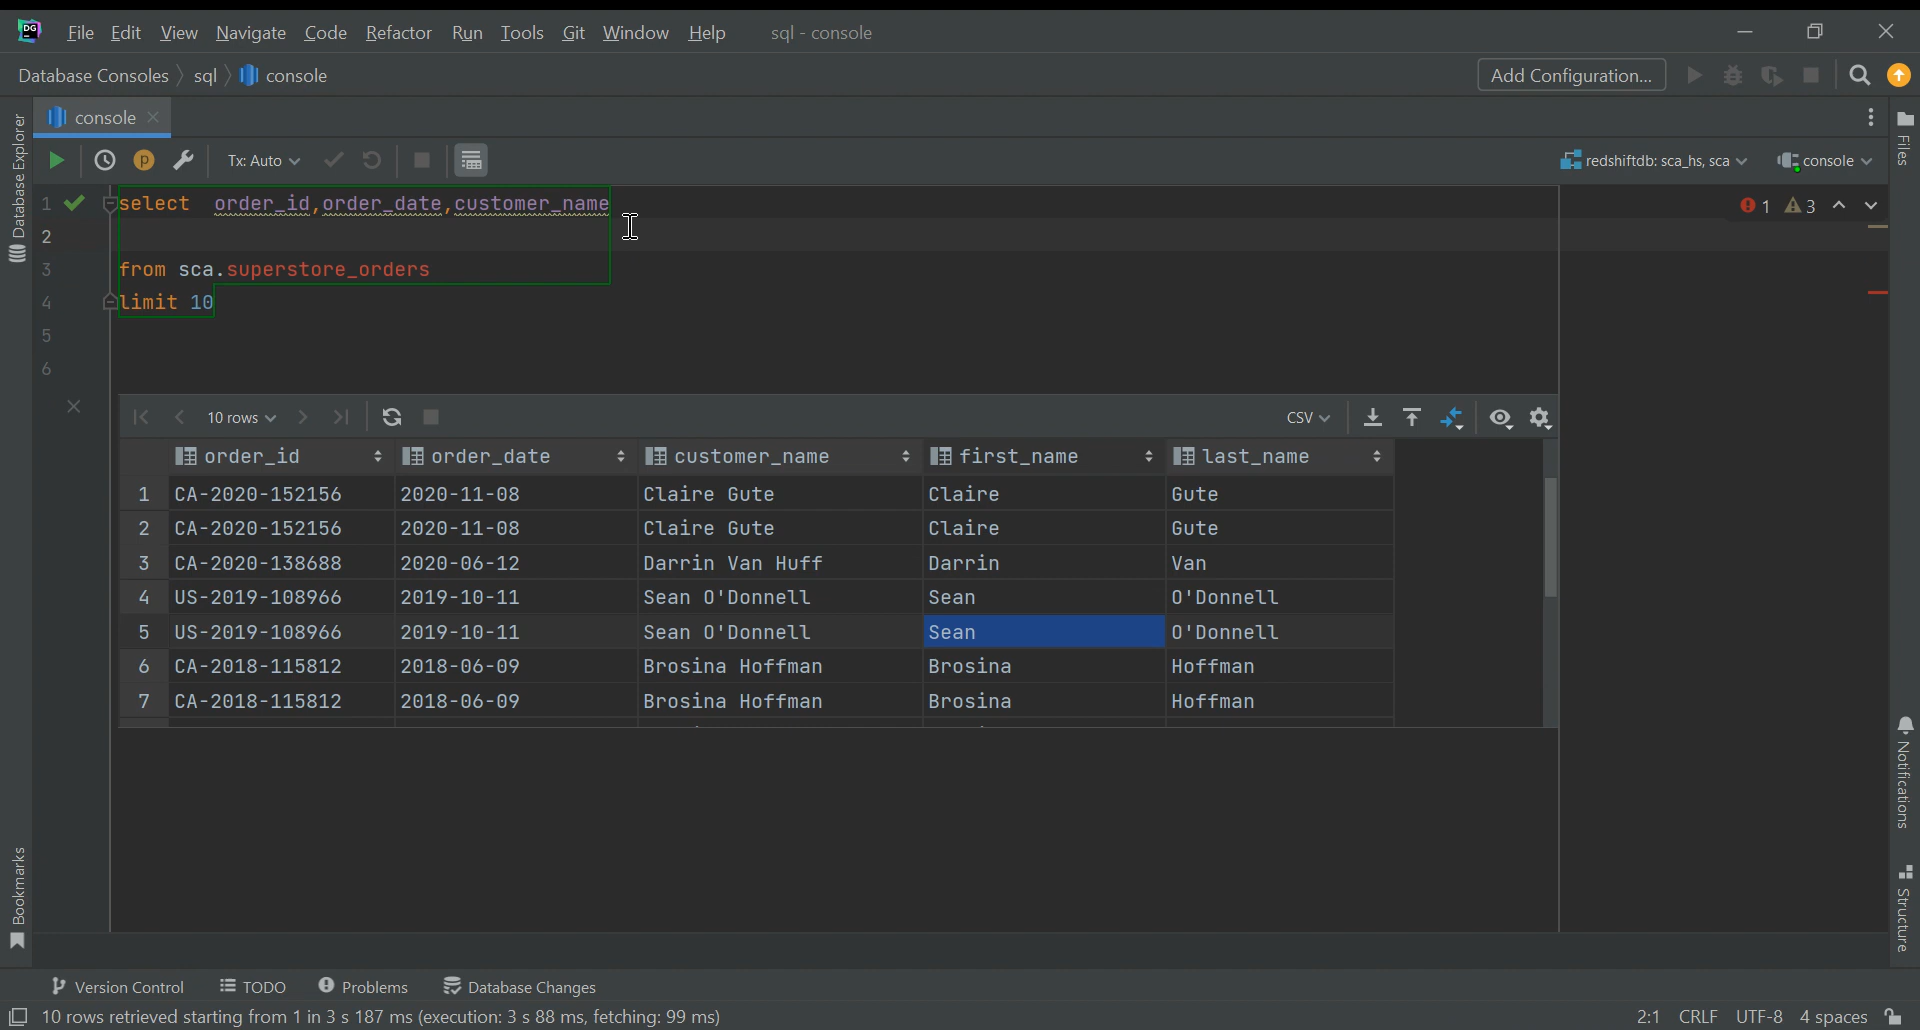 DG File Edit View Navigate Code Refactor Run Tools Git Window Help sql - console
Database Consoles sql console Add Configuration...
console
Tx: Auto redshiftdb: sca_hs, sca console
1 select  order_id,order_date,customer_name 1 3
2
3 from sca.superstore_orders
4 limit 10
5
6
10 rows CSV
order_id order_date customer_name first_name last_name
1 CA-2020-152156 2020-11-08 Claire Gute Claire Gute
2 CA-2020-152156 2020-11-08 Claire Gute Claire Gute
3 CA-2020-138688 2020-06-12 Darrin Van Huff Darrin Van
4 US-2019-108966 2019-10-11 Sean O'Donnell Sean O'Donnell
5 US-2019-108966 2019-10-11 Sean O'Donnell Sean O'Donnell
6 CA-2018-115812 2018-06-09 Brosina Hoffman Brosina Hoffman
7 CA-2018-115812 2018-06-09 Brosina Hoffman Brosina Hoffman
Version Control TODO Problems Database Changes
10 rows retrieved starting from 1 in 3 s 187 ms (execution: 3 s 88 ms, fetching: 99 ms) 2:1 CRLF UTF-8 4 spaces
Database Explorer
Bookmarks
Files
Notifications
Structure